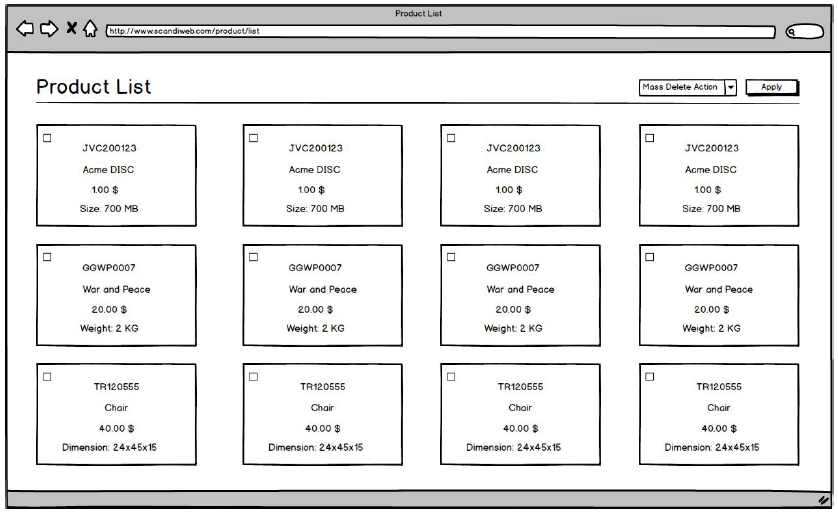 Product List
http://www.scandiweb.com/product/list
Product List
Mass Delete Action
Apply
JVC200123
Acme DISC
1.00 $
Size: 700 MB
JVC200123
Acme DISC
1.00 $
Size: 700 MB
JVC200123
Acme DISC
1.00 $
Size: 700 MB
JVC200123
Acme DISC
1.00 $
Size: 700 MB
GGWP0007
War and Peace
20.00 $
Weight: 2 KG
GGWP0007
War and Peace
20.00 $
Weight: 2 KG
GGWP0007
War and Peace
20.00 $
Weight: 2 KG
GGWP0007
War and Peace
20.00 $
Weight: 2 KG
TR120555
Chair
40.00 $
Dimension: 24x45x15
TR120555
Chair
40.00 $
Dimension: 24x45x15
TR120555
Chair
40.00 $
Dimension: 24x45x15
TR120555
Chair
40.00 $
Dimension: 24x45x15